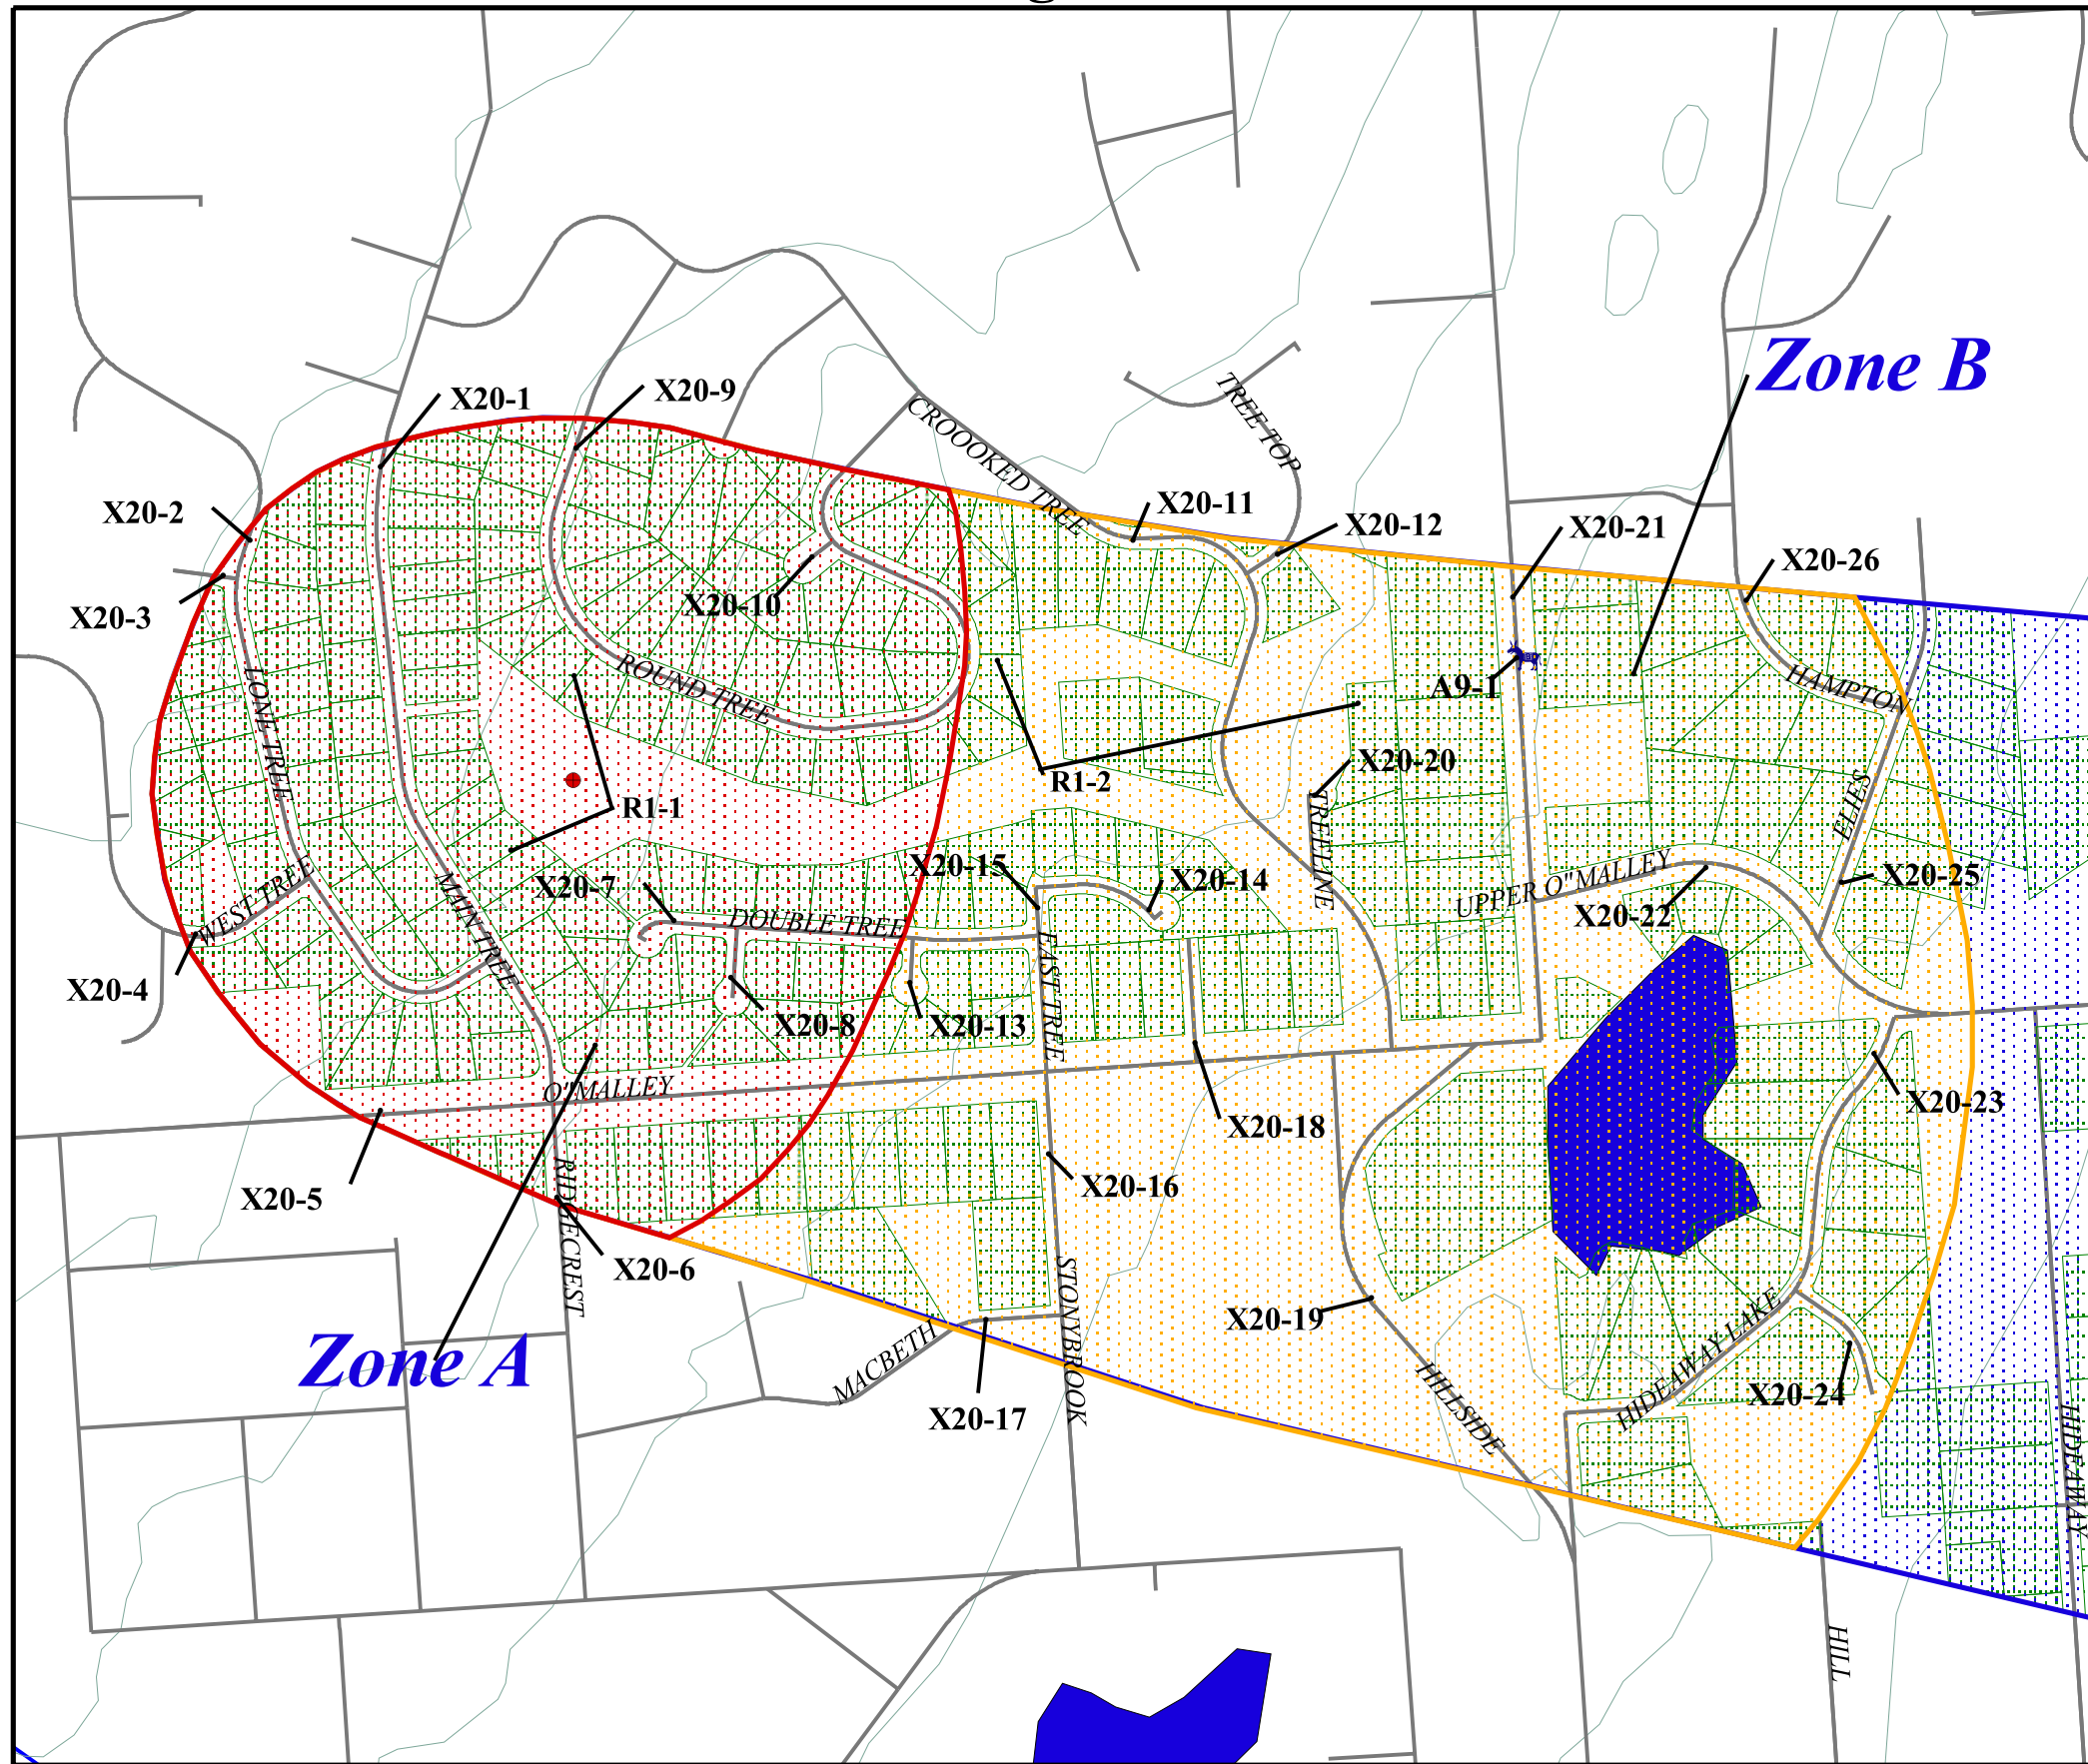 Zone B
X20-1
X20-9
CROOOKED TREE
TREE TOP
X20-2
X20-11
X20-12
X20-21
X20-26
X20-3
X20-10
LONE TREE
ROUND TREE
A9-1
HAMPTON
X20-20
R1-2
R1-1
TREELINE
ELIES
WEST TREE
MAIN TREE
X20-7
X20-15
X20-14
UPPER O"MALLEY
X20-25
X20-22
DOUBLE TREE
X20-4
EAST TREE
X20-8
X20-13
O"MALLEY
X20-23
X20-18
X20-5
RIDGECREST
X20-16
X20-6
STONYBROOK
X20-19
Zone A
MACBETH
X20-17
HILLSIDE
HIDEAWAY LAKE
X20-24
HIDEAWAY
HILL